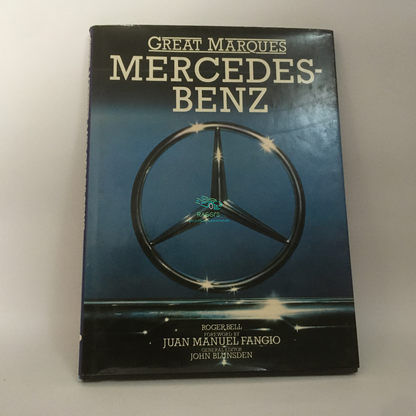 GREAT MARQUES
MERCEDES-
BENZ
ROGER BELL
FOREWORD BY
JUAN MANUEL FANGIO
GENERAL EDITOR
JOHN BLUNSDEN